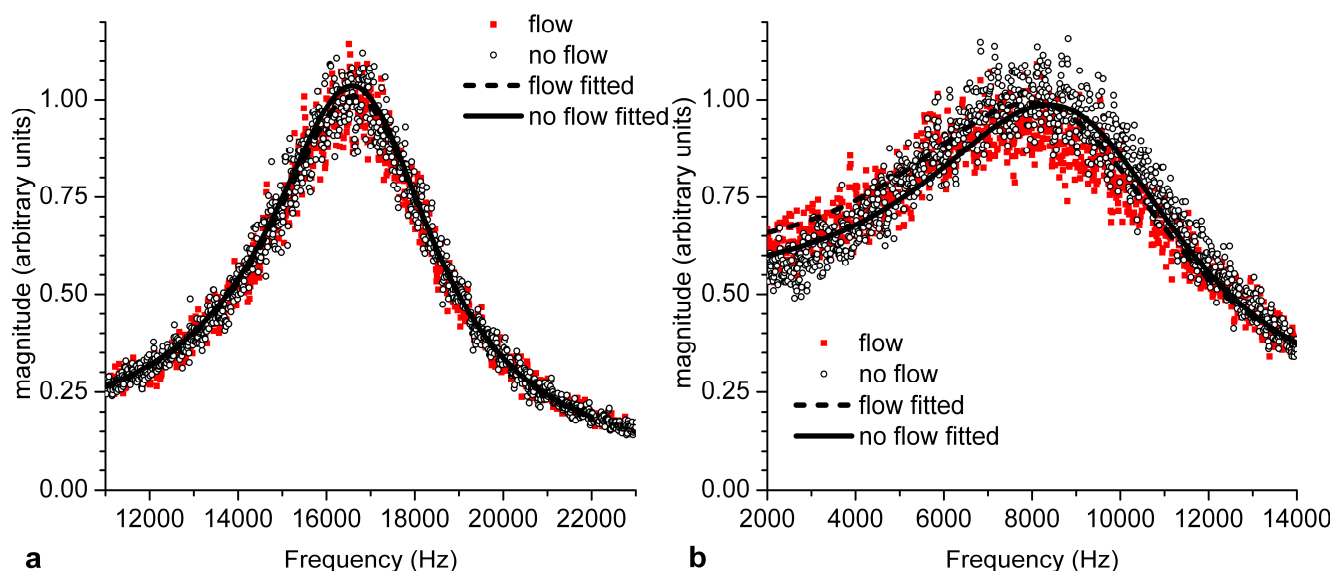 flow
no flow
flow fitted
no flow fitted
magnitude (arbitrary units)
1.00
0.75
0.50
0.25
0.00
12000 14000 16000 18000 20000 22000
Frequency (Hz)
a
magnitude (arbitrary units)
1.00
0.75
0.50
0.25
0.00
flow
no flow
flow fitted
no flow fitted
2000 4000 6000 8000 10000 12000 14000
Frequency (Hz)
b